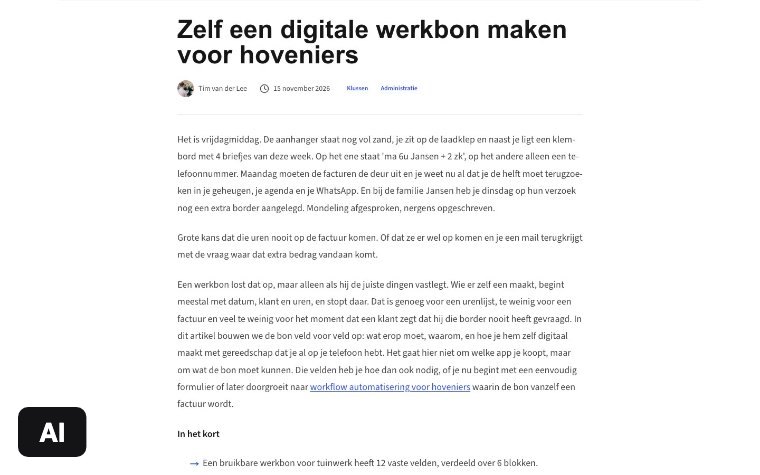 Zelf een digitale werkbon maken
voor hoveniers
Tim van der Lee 15 november 2026 Klussen Administratie
Het is vrijdagmiddag. De aanhanger staat nog vol zand, je zit op de laadklep en naast je ligt een klem-
bord met 4 briefjes van deze week. Op het ene staat 'ma 6u Jansen + 2 zk', op het andere alleen een te-
lefoonnummer. Maandag moeten de facturen de deur uit en je weet nu al dat je de helft moet terugzoe-
ken in je geheugen, je agenda en je WhatsApp. En bij de familie Jansen heb je dinsdag op hun verzoek
nog een extra border aangelegd. Mondeling afgesproken, nergens opgeschreven.
Grote kans dat die uren nooit op de factuur komen. Of dat ze er wel op komen en je een mail terugkrijgt
met de vraag waar dat extra bedrag vandaan komt.
Een werkbon lost dat op, maar alleen als hij de juiste dingen vastlegt. Wie er zelf een maakt, begint
meestal met datum, klant en uren, en stopt daar. Dat is genoeg voor een urenlijst, te weinig voor een
factuur en veel te weinig voor het moment dat een klant zegt dat hij die border nooit heeft gevraagd. In
dit artikel bouwen we de bon veld voor veld op: wat erop moet, waarom, en hoe je hem zelf digitaal
maakt met gereedschap dat je al op je telefoon hebt. Het gaat hier niet om welke app je koopt, maar
om wat de bon moet kunnen. Die velden heb je hoe dan ook nodig, of je nu begint met een eenvoudig
formulier of later doorgroeit naar workflow automatisering voor hoveniers waarin de bon vanzelf een
factuur wordt.
In het kort
→ Een bruikbare werkbon voor tuinwerk heeft 12 vaste velden, verdeeld over 6 blokken.
AI